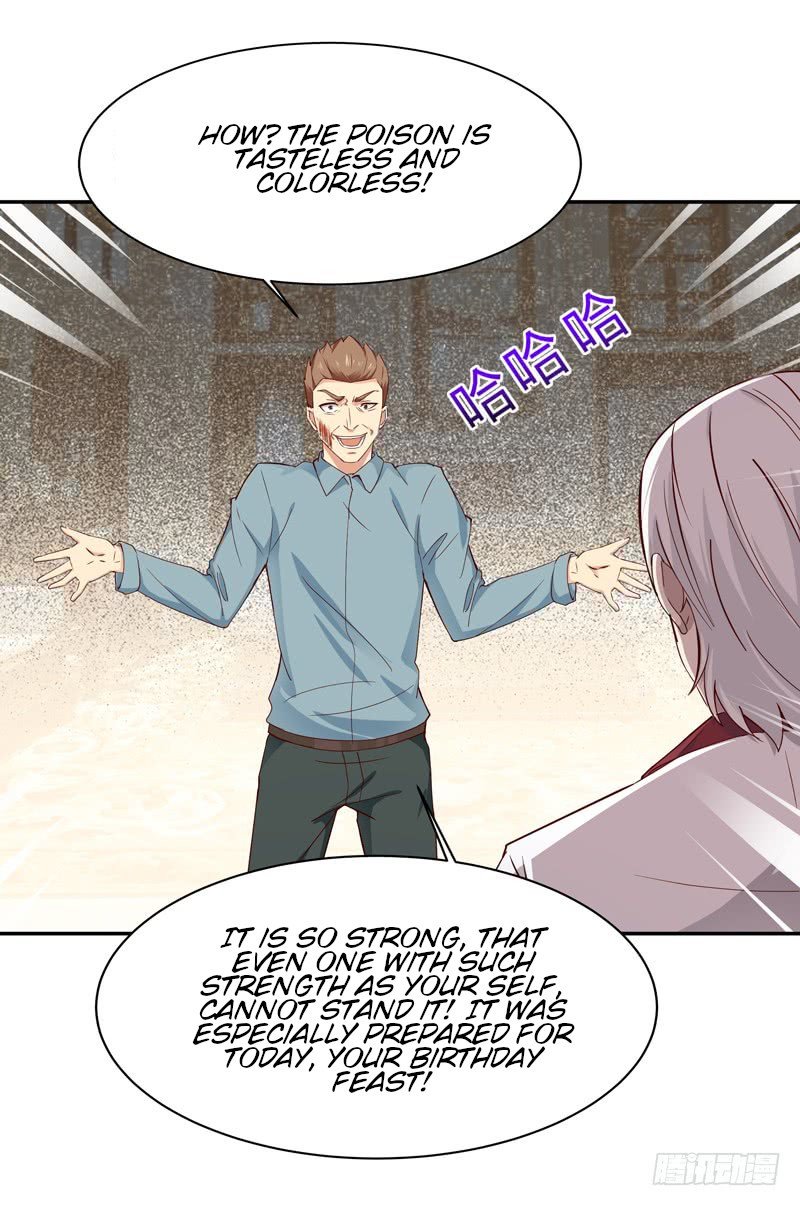 HOW? THE POISON IS
TASTELESS AND
COLORLESS!
哈哈哈
IT IS SO STRONG, THAT
EVEN ONE WITH SUCH
STRENGTH AS YOUR SELF,
CANNOT STAND IT! IT WAS
ESPECIALLY PREPARED FOR
TODAY, YOUR BIRTHDAY
FEAST!
腾讯动漫